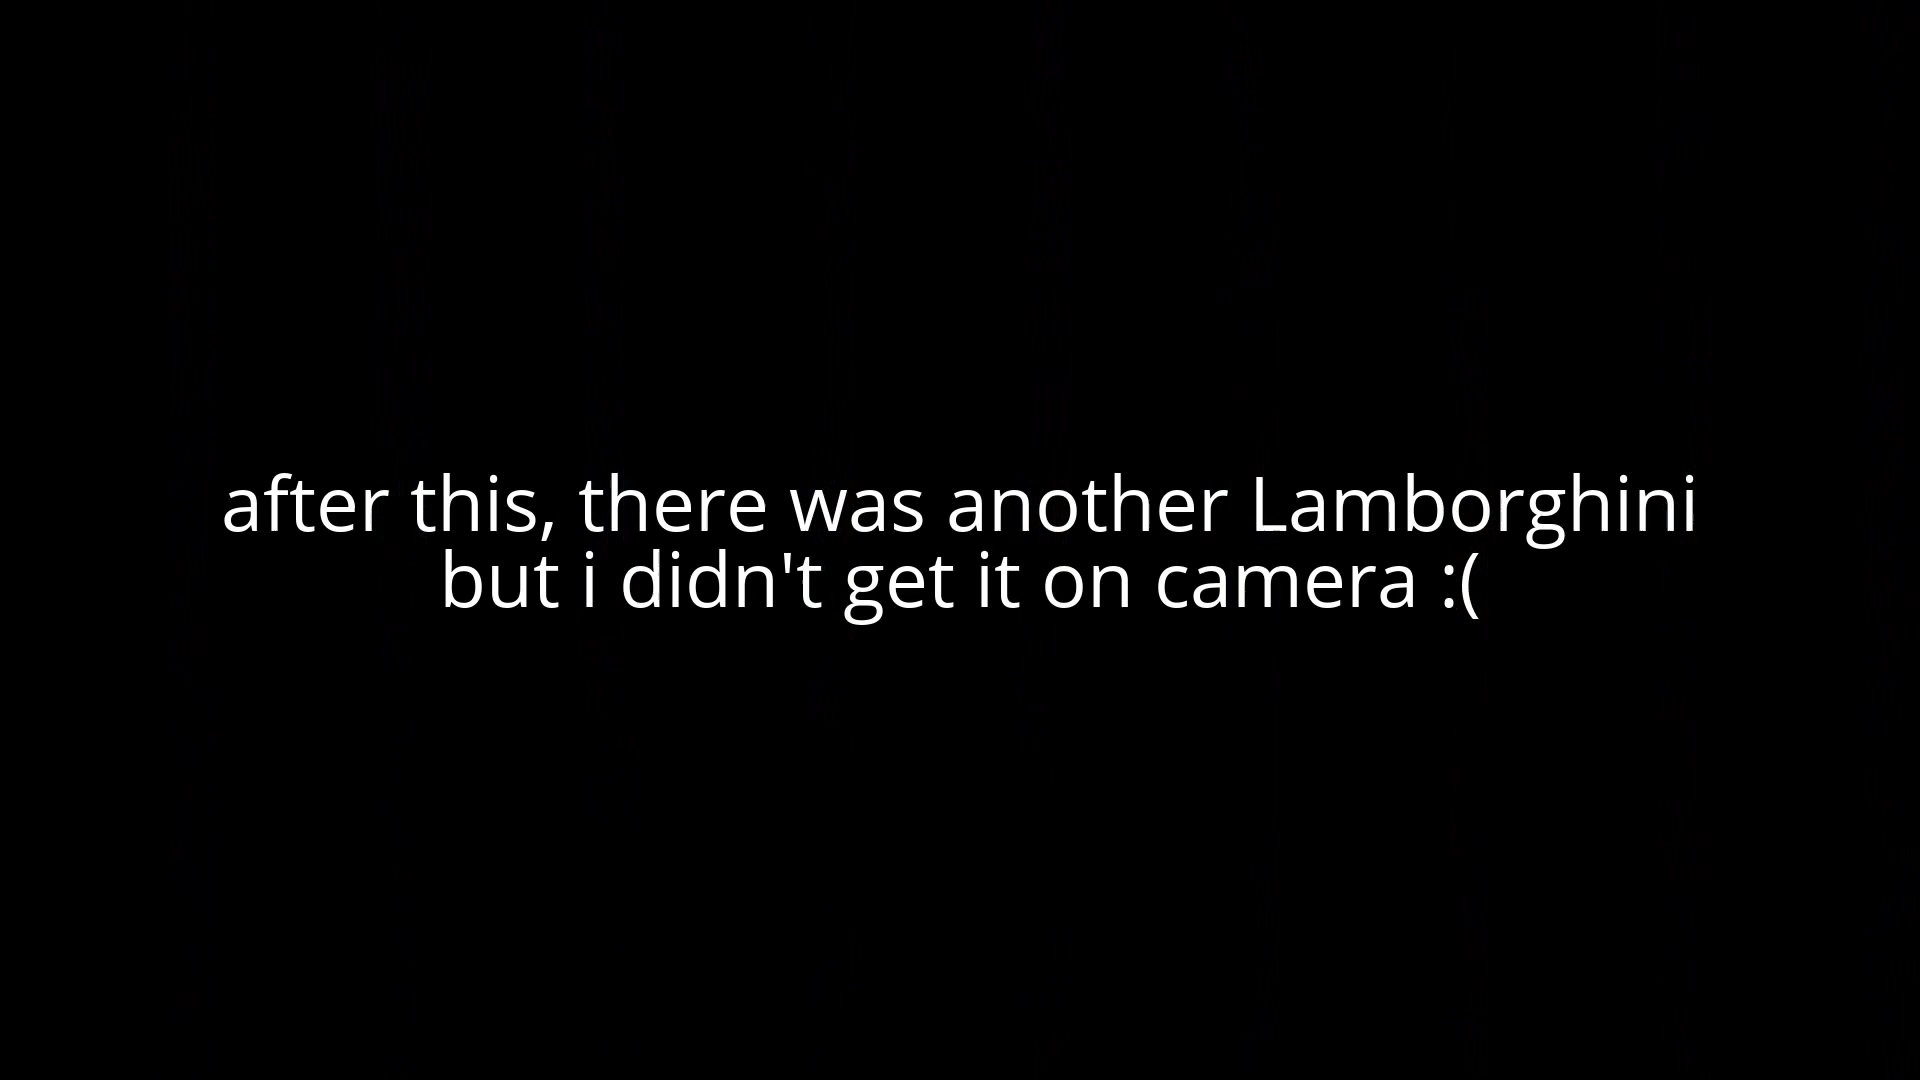 after this, there was another Lamborghini
but i didn't get it on camera :(